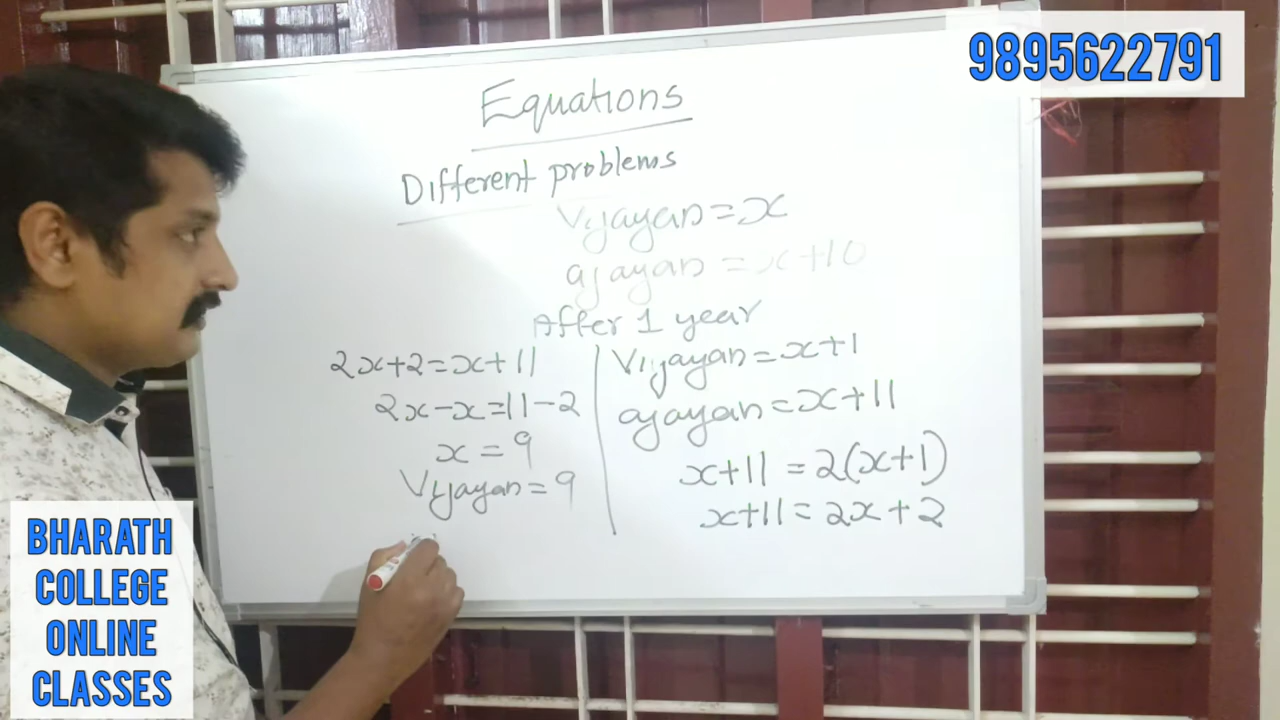 9895622791
Equations
Different problems
Vijayan = x
ajayan = x+10
After 1 year
Vijayan = x+1
ajayan = x+11
x+11 = 2(x+1)
x+11 = 2x+2
2x+2 = x+11
2x-x = 11-2
x = 9
Vijayan = 9
BHARATH
COLLEGE
ONLINE
CLASSES